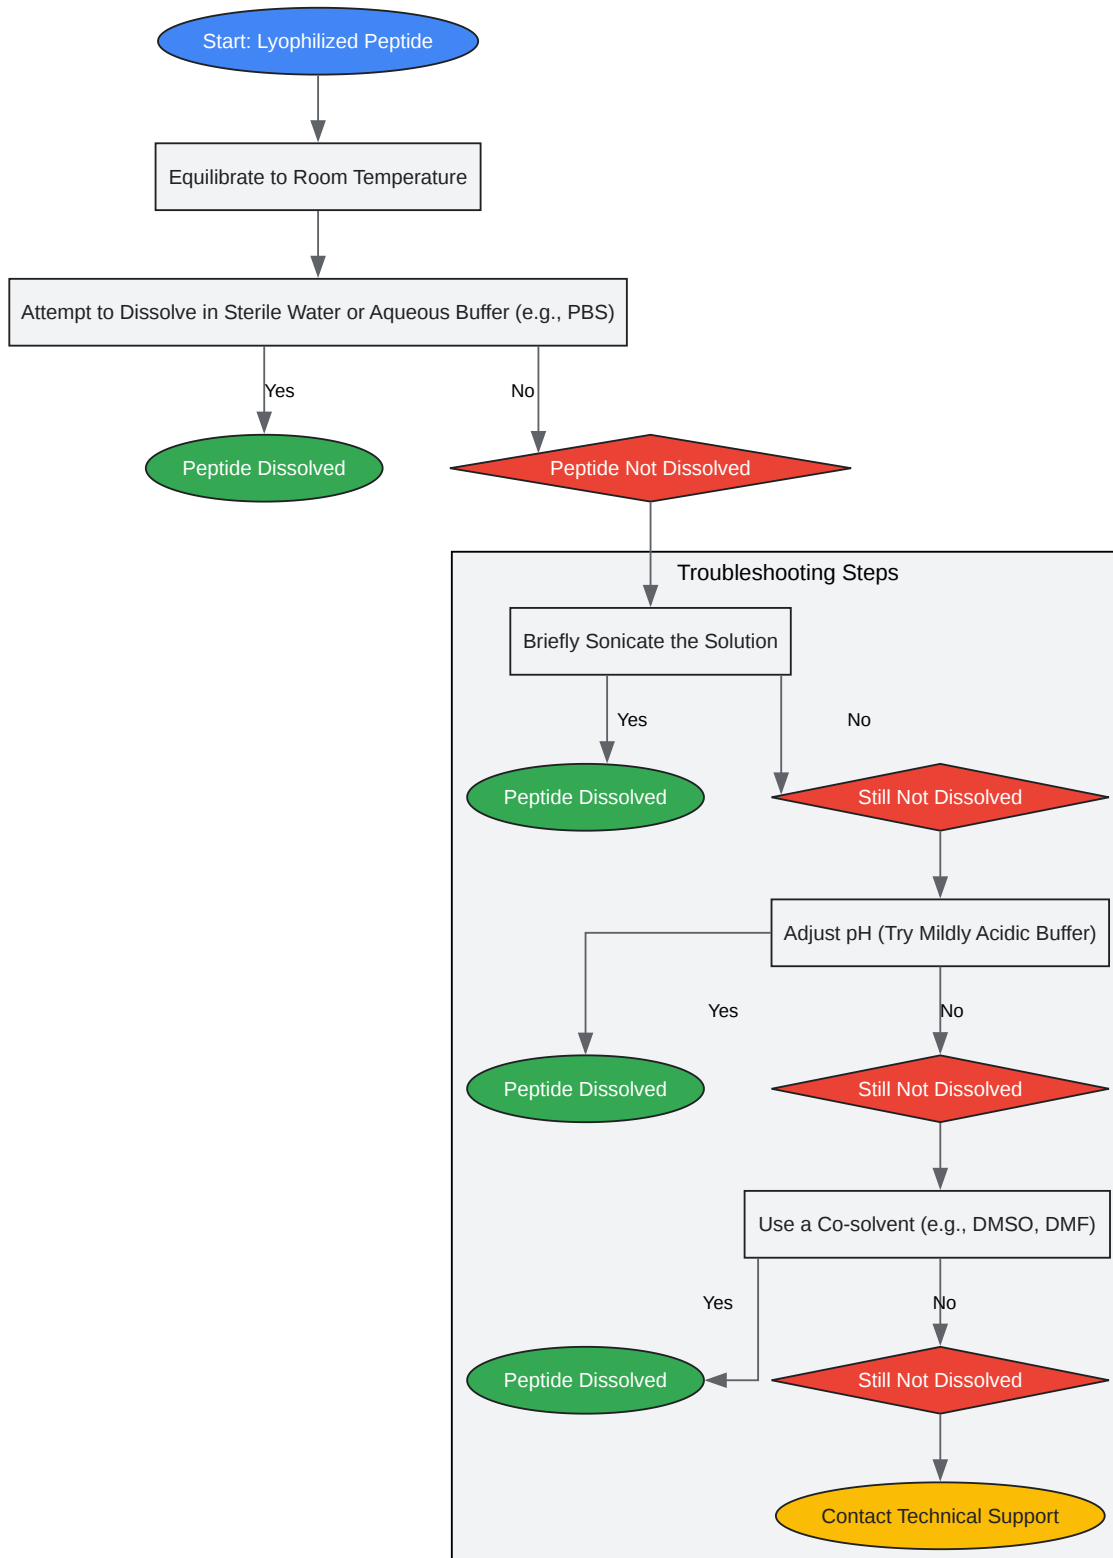 Start: Lyophilized Peptide
Equilibrate to Room Temperature
Attempt to Dissolve in Sterile Water or Aqueous Buffer (e.g., PBS)
Yes
No
Peptide Dissolved
Peptide Not Dissolved
Troubleshooting Steps
Briefly Sonicate the Solution
Yes
No
Peptide Dissolved
Still Not Dissolved
Adjust pH (Try Mildly Acidic Buffer)
Yes
No
Peptide Dissolved
Still Not Dissolved
Use a Co-solvent (e.g., DMSO, DMF)
Yes
No
Peptide Dissolved
Still Not Dissolved
Contact Technical Support